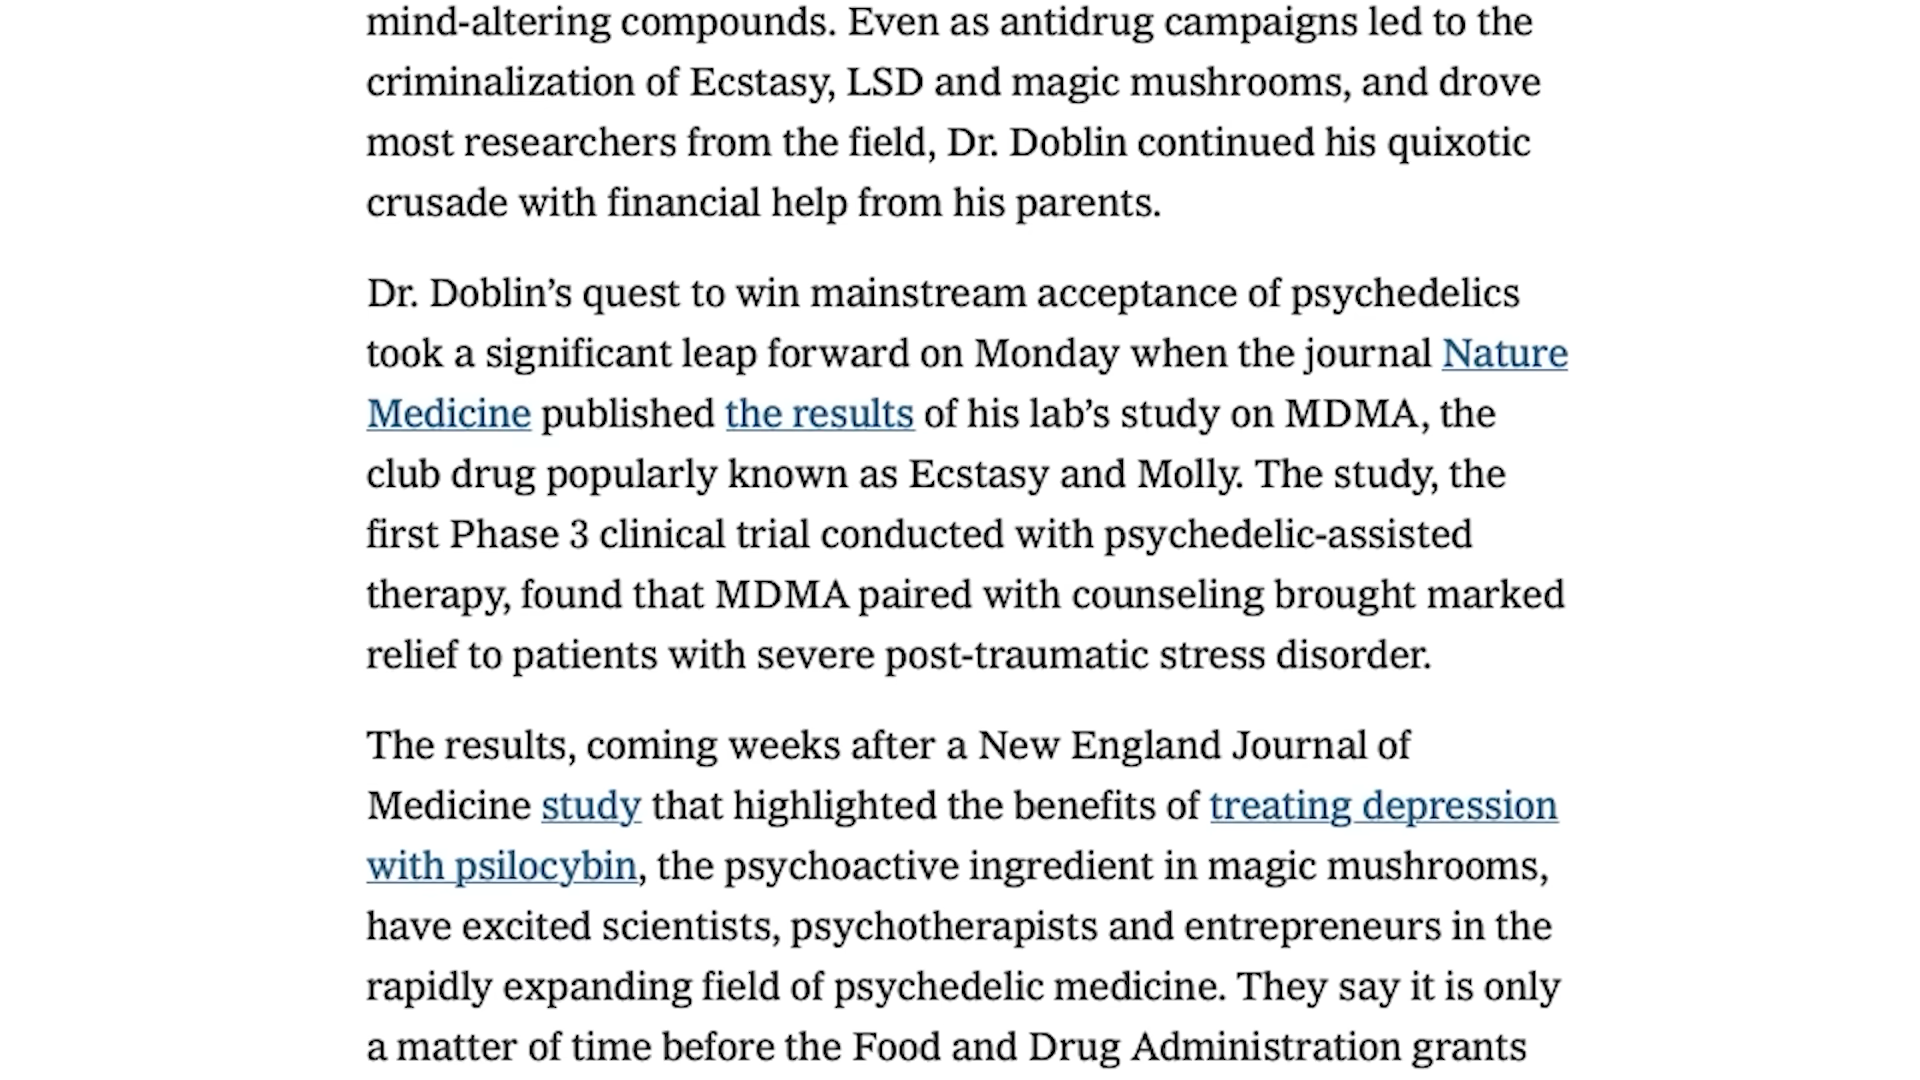 mind-altering compounds. Even as antidrug campaigns led to the
criminalization of Ecstasy, LSD and magic mushrooms, and drove
most researchers from the field, Dr. Doblin continued his quixotic
crusade with financial help from his parents.
Dr. Doblin’s quest to win mainstream acceptance of psychedelics
took a significant leap forward on Monday when the journal Nature
Medicine published the results of his lab’s study on MDMA, the
club drug popularly known as Ecstasy and Molly. The study, the
first Phase 3 clinical trial conducted with psychedelic-assisted
therapy, found that MDMA paired with counseling brought marked
relief to patients with severe post-traumatic stress disorder.
The results, coming weeks after a New England Journal of
Medicine study that highlighted the benefits of treating depression
with psilocybin, the psychoactive ingredient in magic mushrooms,
have excited scientists, psychotherapists and entrepreneurs in the
rapidly expanding field of psychedelic medicine. They say it is only
a matter of time before the Food and Drug Administration grants